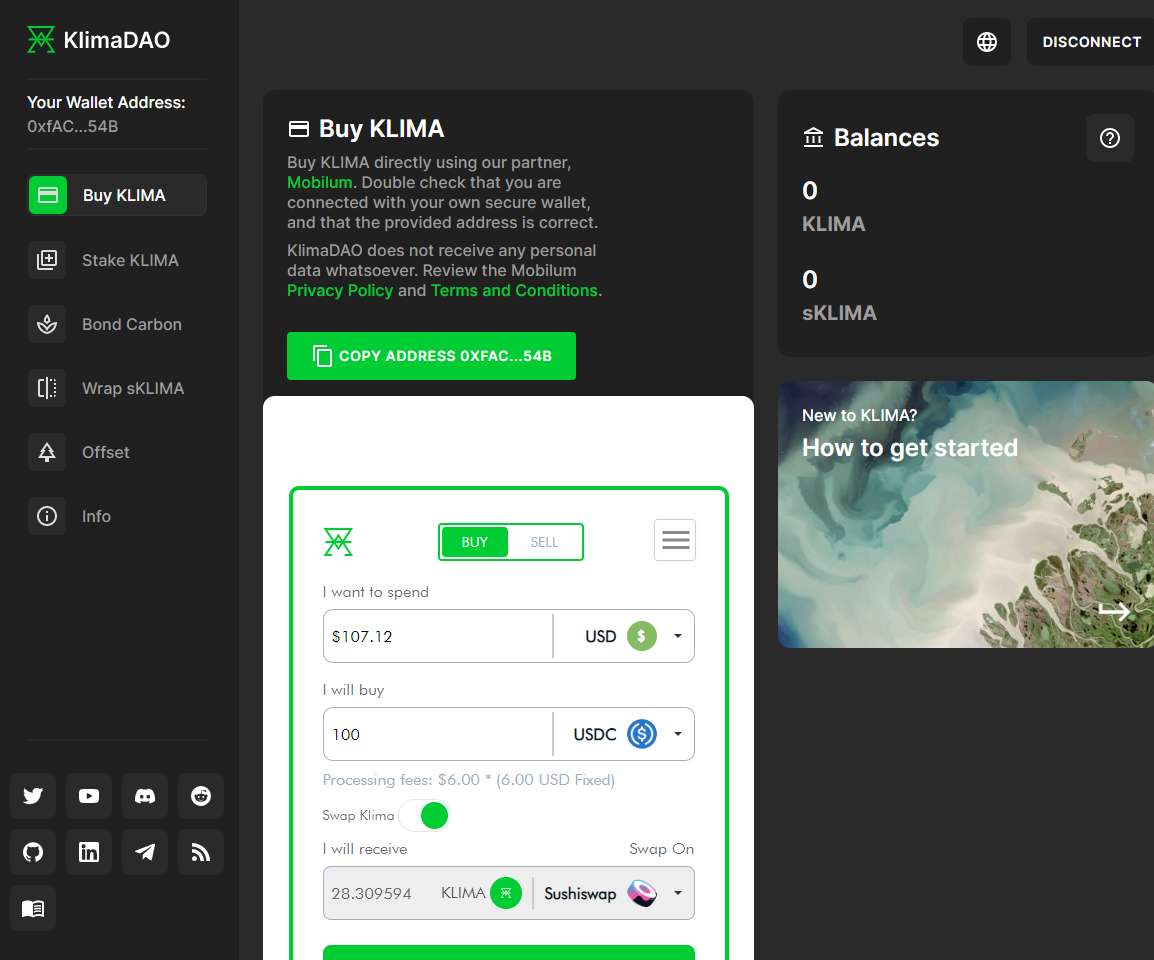 KlimaDAO
DISCONNECT
Your Wallet Address:
0xfAC...54B
Buy KLIMA
Stake KLIMA
Bond Carbon
Wrap sKLIMA
Offset
Info
Buy KLIMA
Buy KLIMA directly using our partner,
Mobilum. Double check that you are
connected with your own secure wallet,
and that the provided address is correct.
KlimaDAO does not receive any personal
data whatsoever. Review the Mobilum
Privacy Policy and Terms and Conditions.
COPY ADDRESS 0XFAC...54B
BUY SELL
I want to spend
$107.12 USD
I will buy
100 USDC
Processing fees: $6.00 * (6.00 USD Fixed)
Swap Klima
I will receive Swap On
28.309594 KLIMA Sushiswap
Balances
0
KLIMA
0
sKLIMA
New to KLIMA?
How to get started